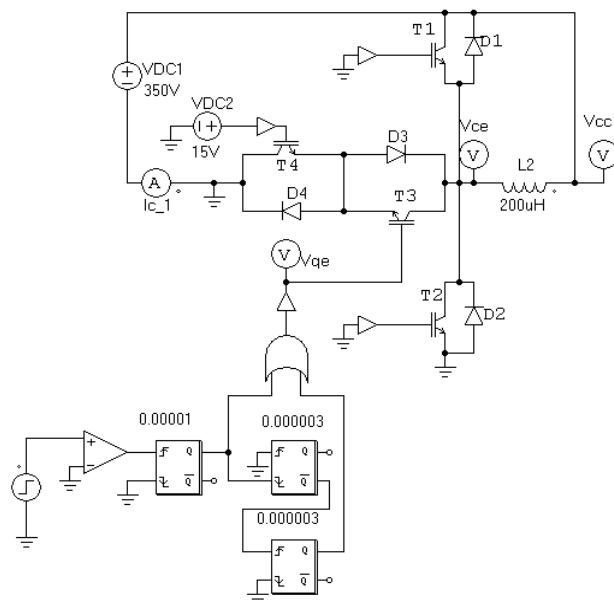 T1
D1
VDC1
350V
VDC2
15V
T4
D3
Vce
Vcc
L2
200uH
A
Ic_1
D4
T3
V
V
V
Vqe
T2
D2
0.00001
0.000003
Q
Q
Q
Q
0.000003
Q
Q